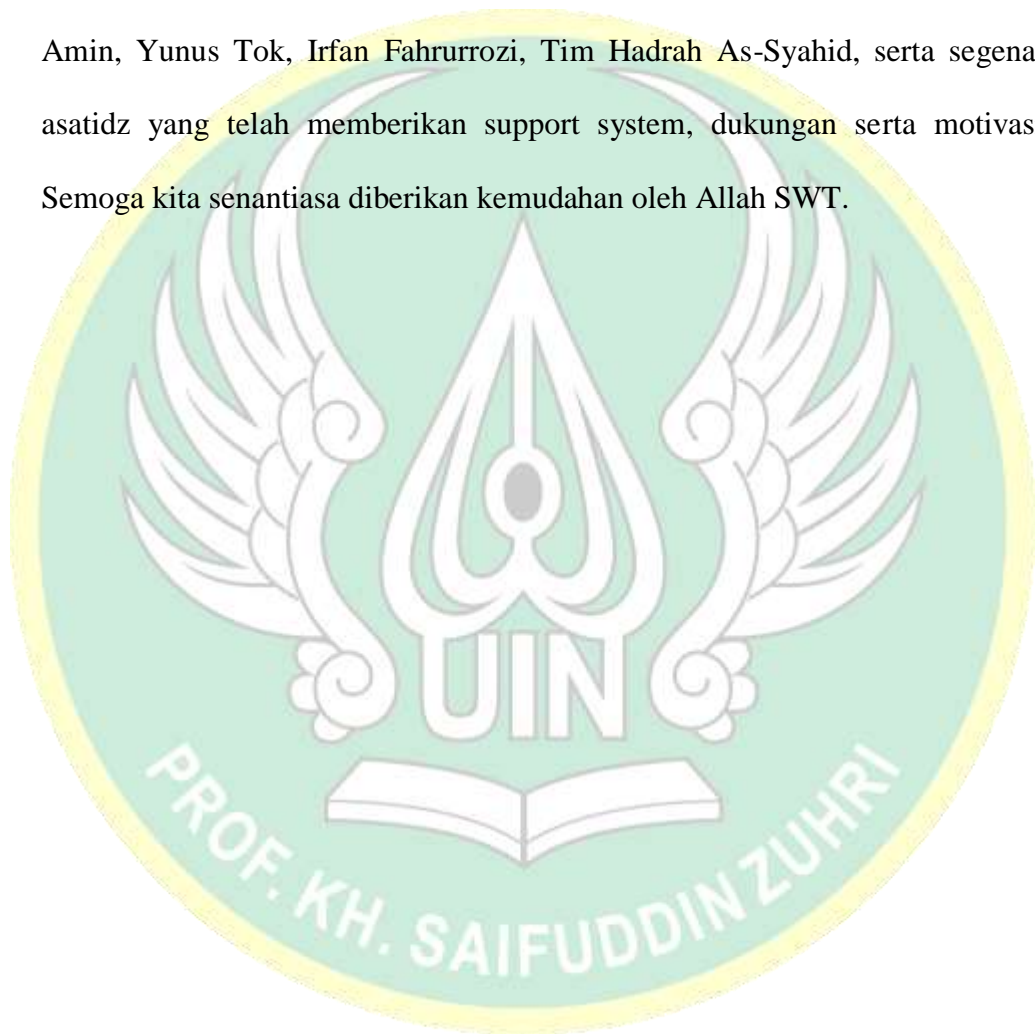 Amin, Yunus Tok, Irfan Fahrurrozi, Tim Hadrah As-Syahid, serta segena
asatidz yang telah memberikan support system, dukungan serta motivas
Semoga kita senantiasa diberikan kemudahan oleh Allah SWT.
UIN
PROF. KH. SAIFUDDIN ZUHRI